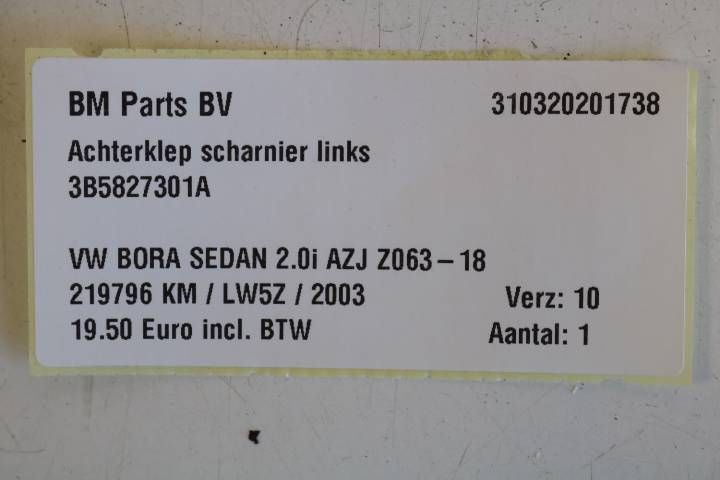 BM Parts BV 310320201738
Achterklep scharnier links
3B5827301A
VW BORA SEDAN 2.0i AZJ Z063-18
219796 KM / LW5Z / 2003 Verz: 10
19.50 Euro incl. BTW Aantal: 1